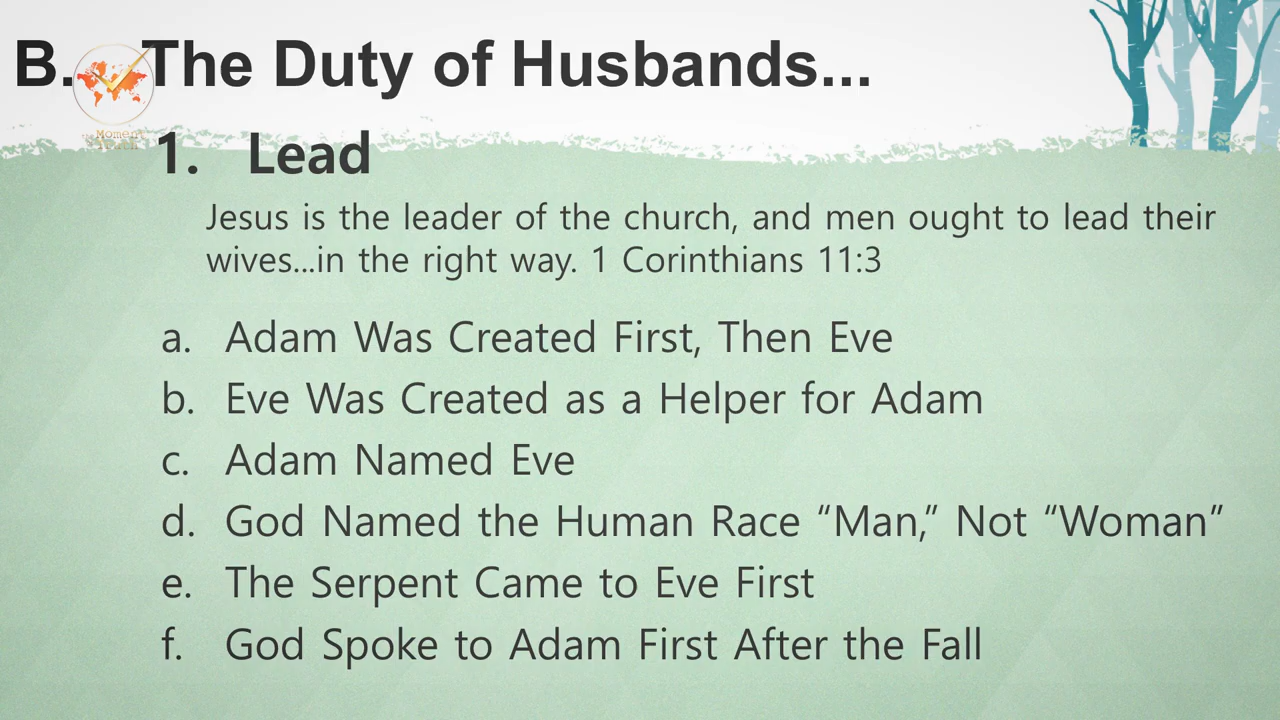 B. The Duty of Husbands...
Moment
1. Lead
Jesus is the leader of the church, and men ought to lead their
wives...in the right way. 1 Corinthians 11:3
a. Adam Was Created First, Then Eve
b. Eve Was Created as a Helper for Adam
c. Adam Named Eve
d. God Named the Human Race “Man,” Not “Woman”
e. The Serpent Came to Eve First
f. God Spoke to Adam First After the Fall